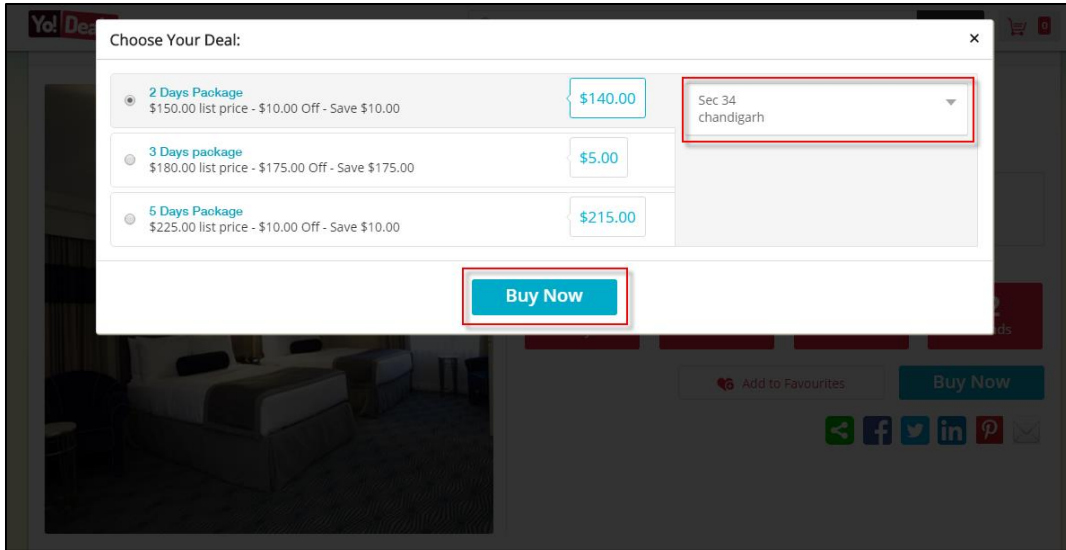 Yo! Dea
0
Choose Your Deal:
×
2 Days Package
$150.00 list price - $10.00 Off - Save $10.00
$140.00
Sec 34
chandigarh
3 Days package
$180.00 list price - $175.00 Off - Save $175.00
$5.00
5 Days Package
$225.00 list price - $10.00 Off - Save $10.00
$215.00
Buy Now
ds
Add to Favourites
Buy Now